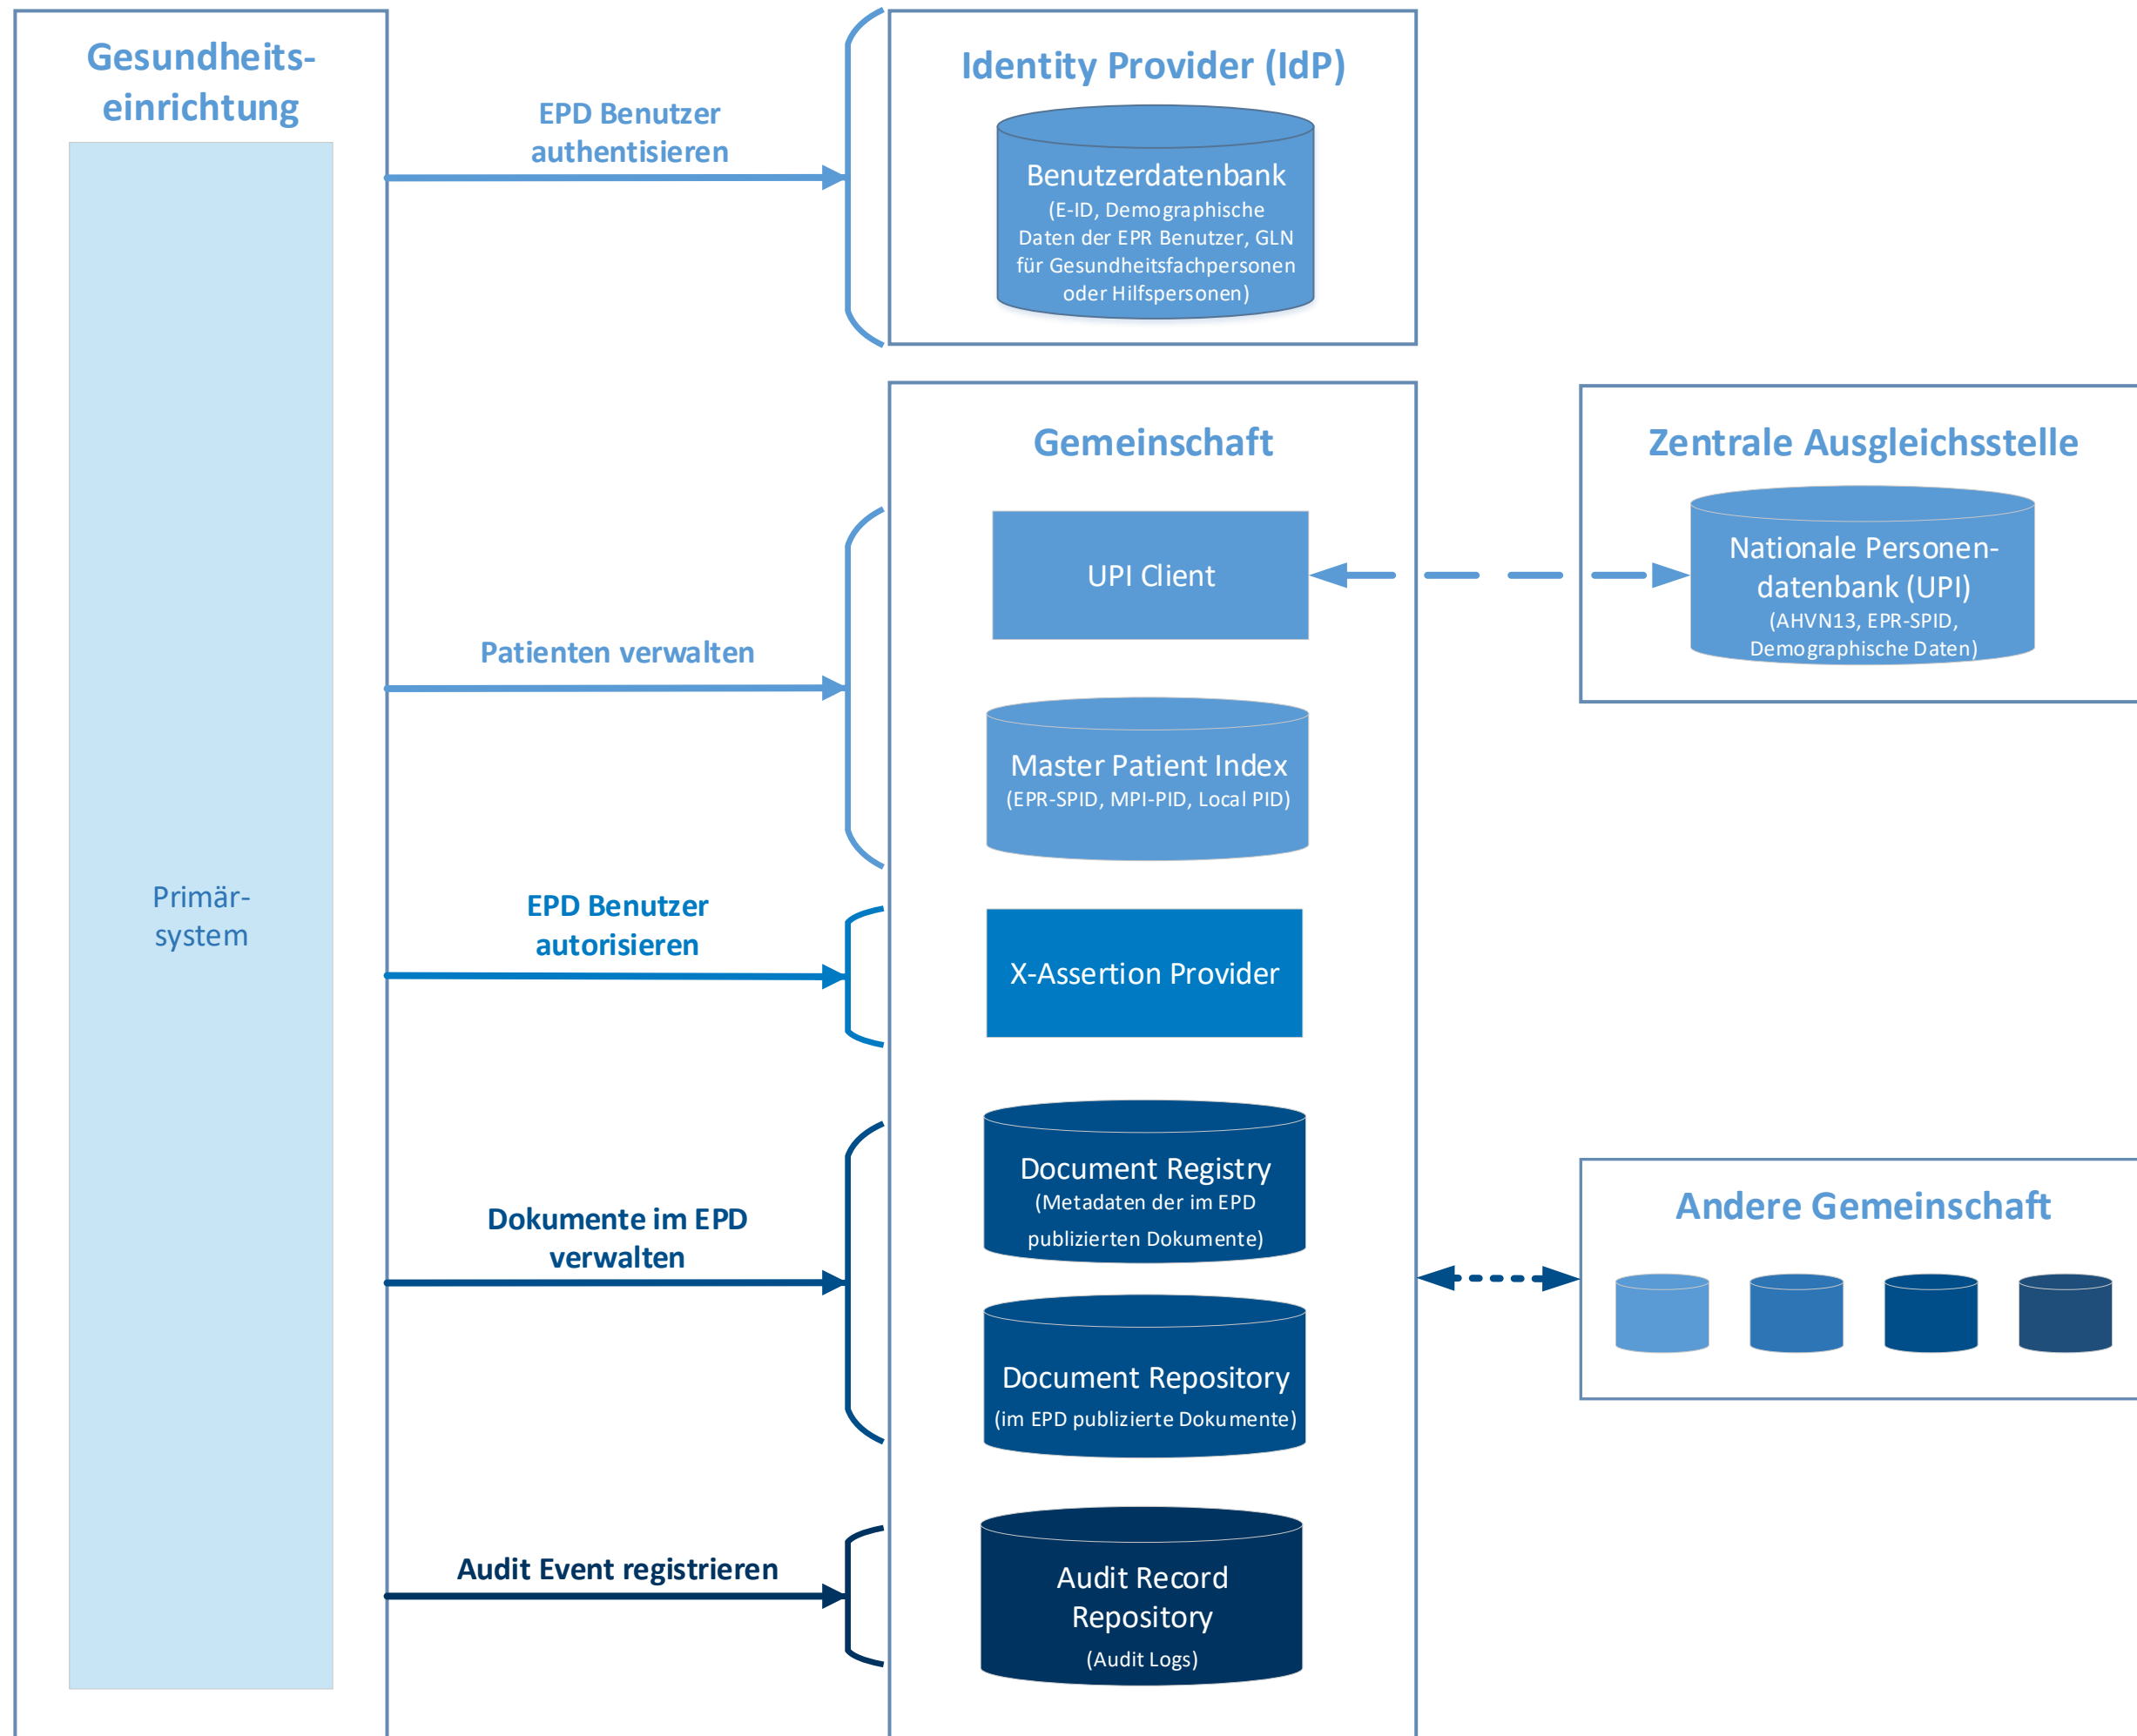 Gesundheits-
einrichtung
Primär-
system
EPD Benutzer
authentisieren
Identity Provider (IdP)
Benutzerdatenbank
(E-ID, Demographische
Daten der EPR Benutzer, GLN
für Gesundheitsfachpersonen
oder Hilfspersonen)
Gemeinschaft
Patienten verwalten
UPI Client
Master Patient Index
(EPR-SPID, MPI-PID, Local PID)
Zentrale Ausgleichsstelle
Nationale Personen-
datenbank (UPI)
(AHVN13, EPR-SPID,
Demographische Daten)
EPD Benutzer
autorisieren
X-Assertion Provider
Dokumente im EPD
verwalten
Document Registry
(Metadaten der im EPD
publizierten Dokumente)
Document Repository
(im EPD publizierte Dokumente)
Andere Gemeinschaft
Audit Event registrieren
Audit Record
Repository
(Audit Logs)